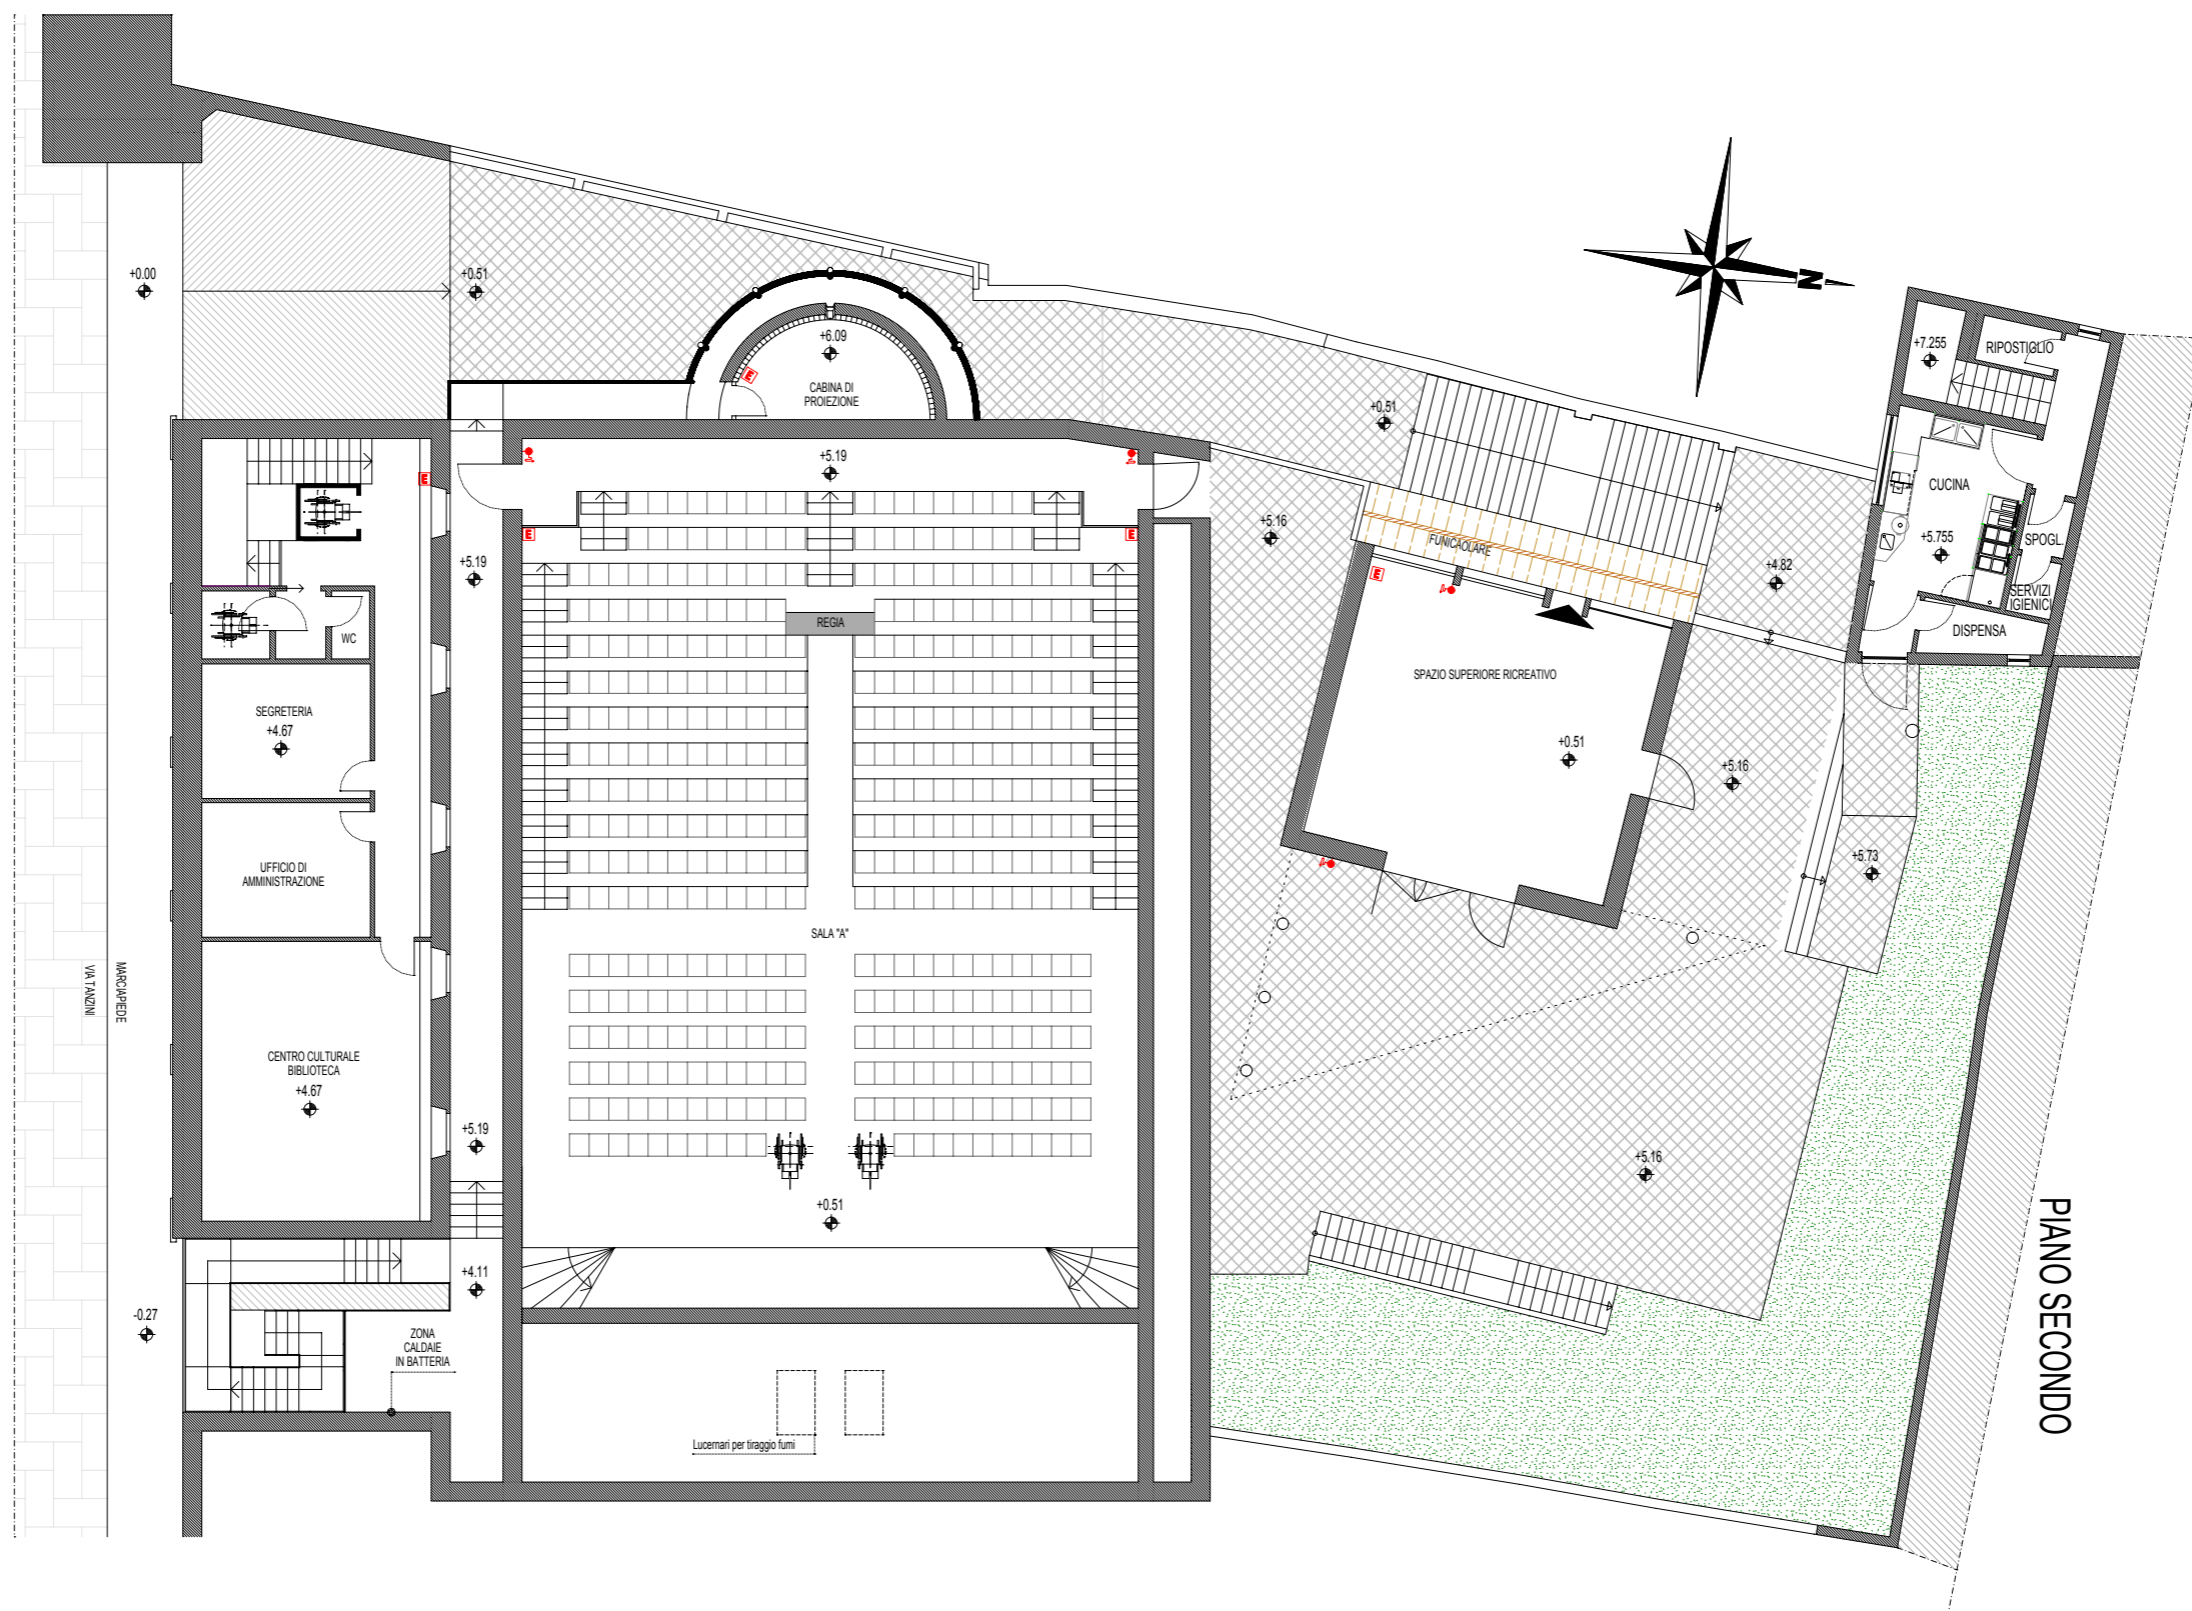 +0.00
+0.51
N
+6.09
CABINA DI
PROIEZIONE
E
+7.255
RIPOSTIGLIO
+0.51
E
+5.19
E
E
CUCINA
+5.755
SPOGL.
SERVIZI
IGIENICI
DISPENSA
+5.16
FUNICAOLARE
E
+4.82
+5.19
REGIA
WC
SEGRETERIA
+4.67
SPAZIO SUPERIORE RICREATIVO
+0.51
+5.16
+5.73
UFFICIO DI
AMMINISTRAZIONE
SALA "A"
MARCIAPIEDE
VIA TANZINI
CENTRO CULTURALE
BIBLIOTECA
+4.67
+5.19
+5.16
+0.51
+4.11
-0.27
ZONA
CALDAIE
IN BATTERIA
Lucernari per tiraggio fumi
PIANO SECONDO